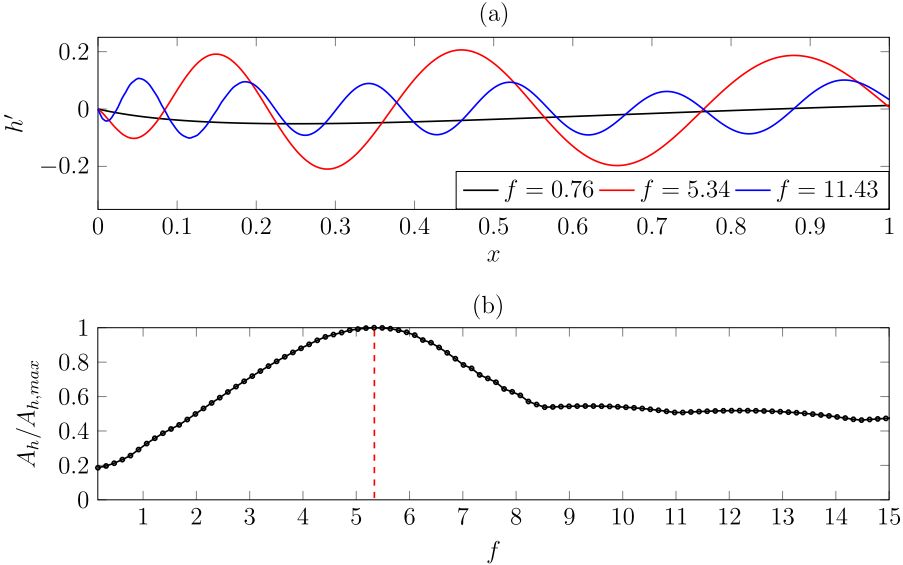 (a)
0.2
0
−0.2
h′
f = 0.76 f = 5.34 f = 11.43
0 0.1 0.2 0.3 0.4 0.5 0.6 0.7 0.8 0.9 1
x
(b)
1
0.8
0.6
0.4
0.2
0
A_h/A_{h,max}
1 2 3 4 5 6 7 8 9 10 11 12 13 14 15
f